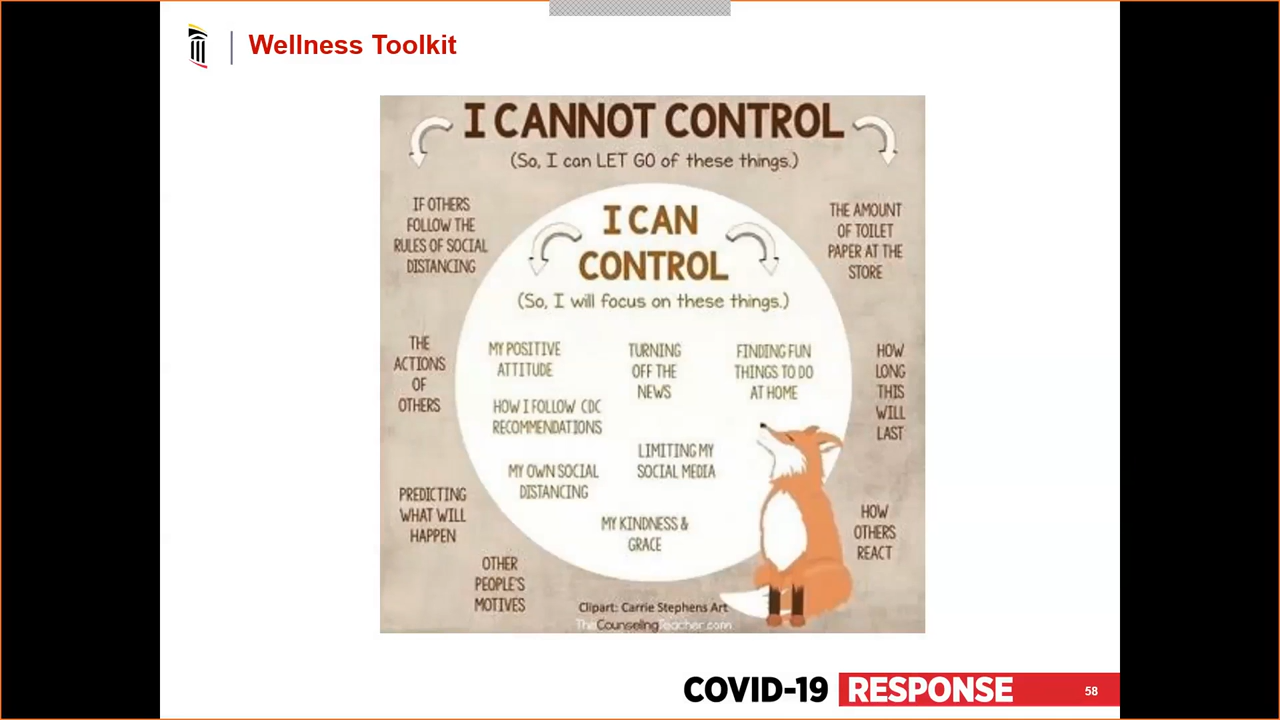 Wellness Toolkit
I CANNOT CONTROL
(So, I can LET GO of these things.)
IF OTHERS
FOLLOW THE
RULES OF SOCIAL
DISTANCING
THE AMOUNT
OF TOILET
PAPER AT THE
STORE
I CAN
CONTROL
(So, I will focus on these things.)
THE
ACTIONS
OF
OTHERS
MY POSITIVE
ATTITUDE
TURNING
OFF THE
NEWS
FINDING FUN
THINGS TO DO
AT HOME
HOW
LONG
THIS
WILL
LAST
HOW I FOLLOW CDC
RECOMMENDATIONS
LIMITING MY
SOCIAL MEDIA
MY OWN SOCIAL
DISTANCING
PREDICTING
WHAT WILL
HAPPEN
MY KINDNESS &
GRACE
HOW
OTHERS
REACT
OTHER
PEOPLE'S
MOTIVES
Clipart: Carrie Stephens Art
TheCounselingTeacher.com
COVID-19 RESPONSE
58